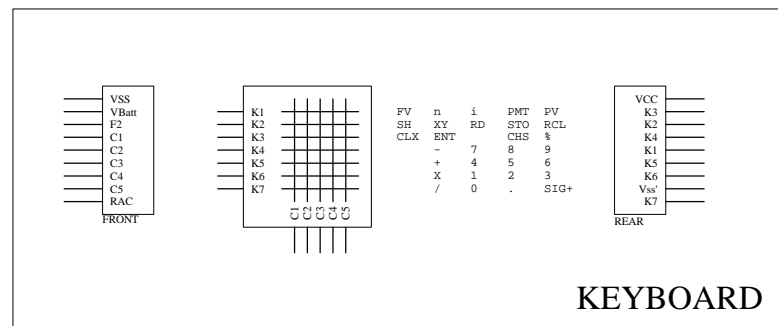 VSS
VBatt
F2
C1
C2
C3
C4
C5
RAC
FRONT
K1
K2
K3
K4
K5
K6
K7
C1
C2
C3
C4
C5
FV n i PMT PV
SH XY RD STO RCL
CLX ENT CHS %
- 7 8 9
+ 4 5 6
X 1 2 3
/ 0 . SIG+
VCC
K3
K2
K4
K1
K5
K6
Vss'
K7
REAR
KEYBOARD